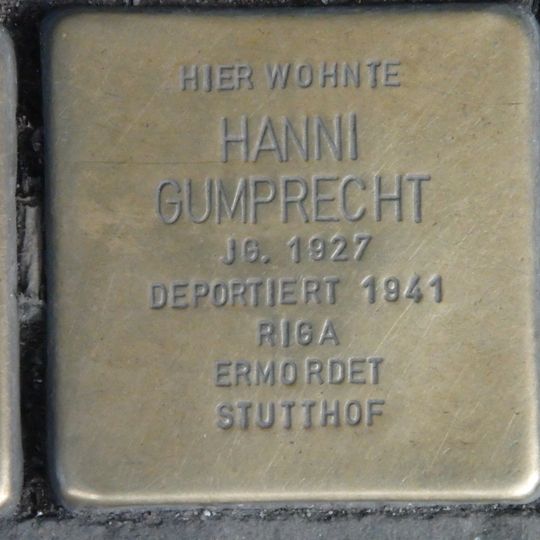 HIER WOHNTE
HANNI
GUMPRECHT
JG. 1927
DEPORTIERT 1941
RIGA
ERMORDET
STUTTHOF